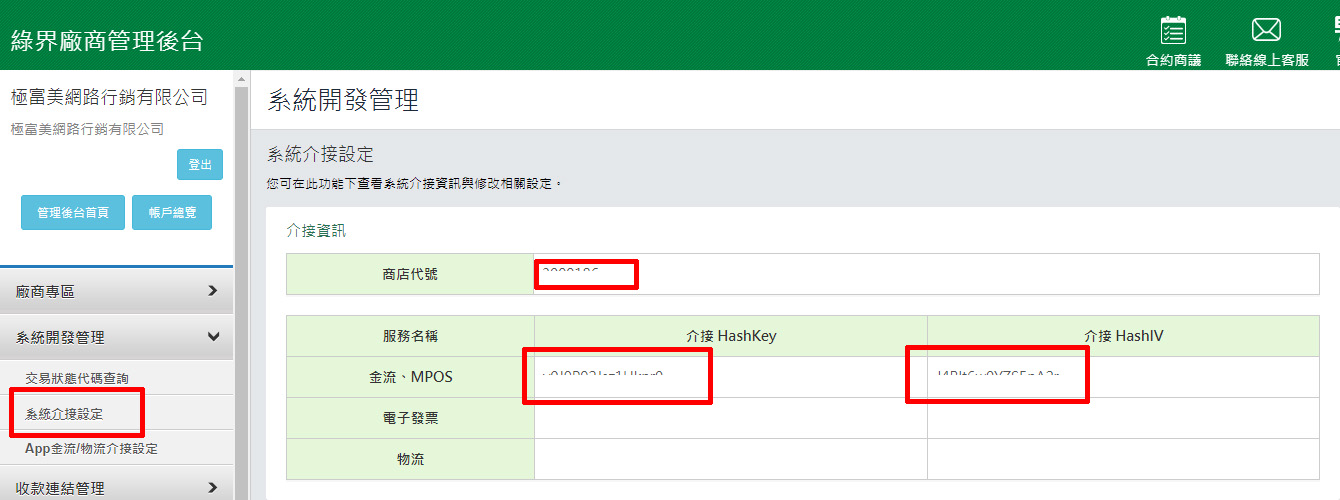 綠界廠商管理後台
合約商議
聯絡線上客服
極富美網路行銷有限公司
極富美網路行銷有限公司
登出
管理後台首頁
帳戶總覽
廠商專區
系統開發管理
交易狀態代碼查詢
系統介接設定
App金流/物流介接設定
收款連結管理
系統開發管理
系統介接設定
您可在此功能下查看系統介接資訊與修改相關設定。
介接資訊
商店代號
服務名稱 介接 HashKey 介接 HashIV
金流、MPOS
電子發票
物流